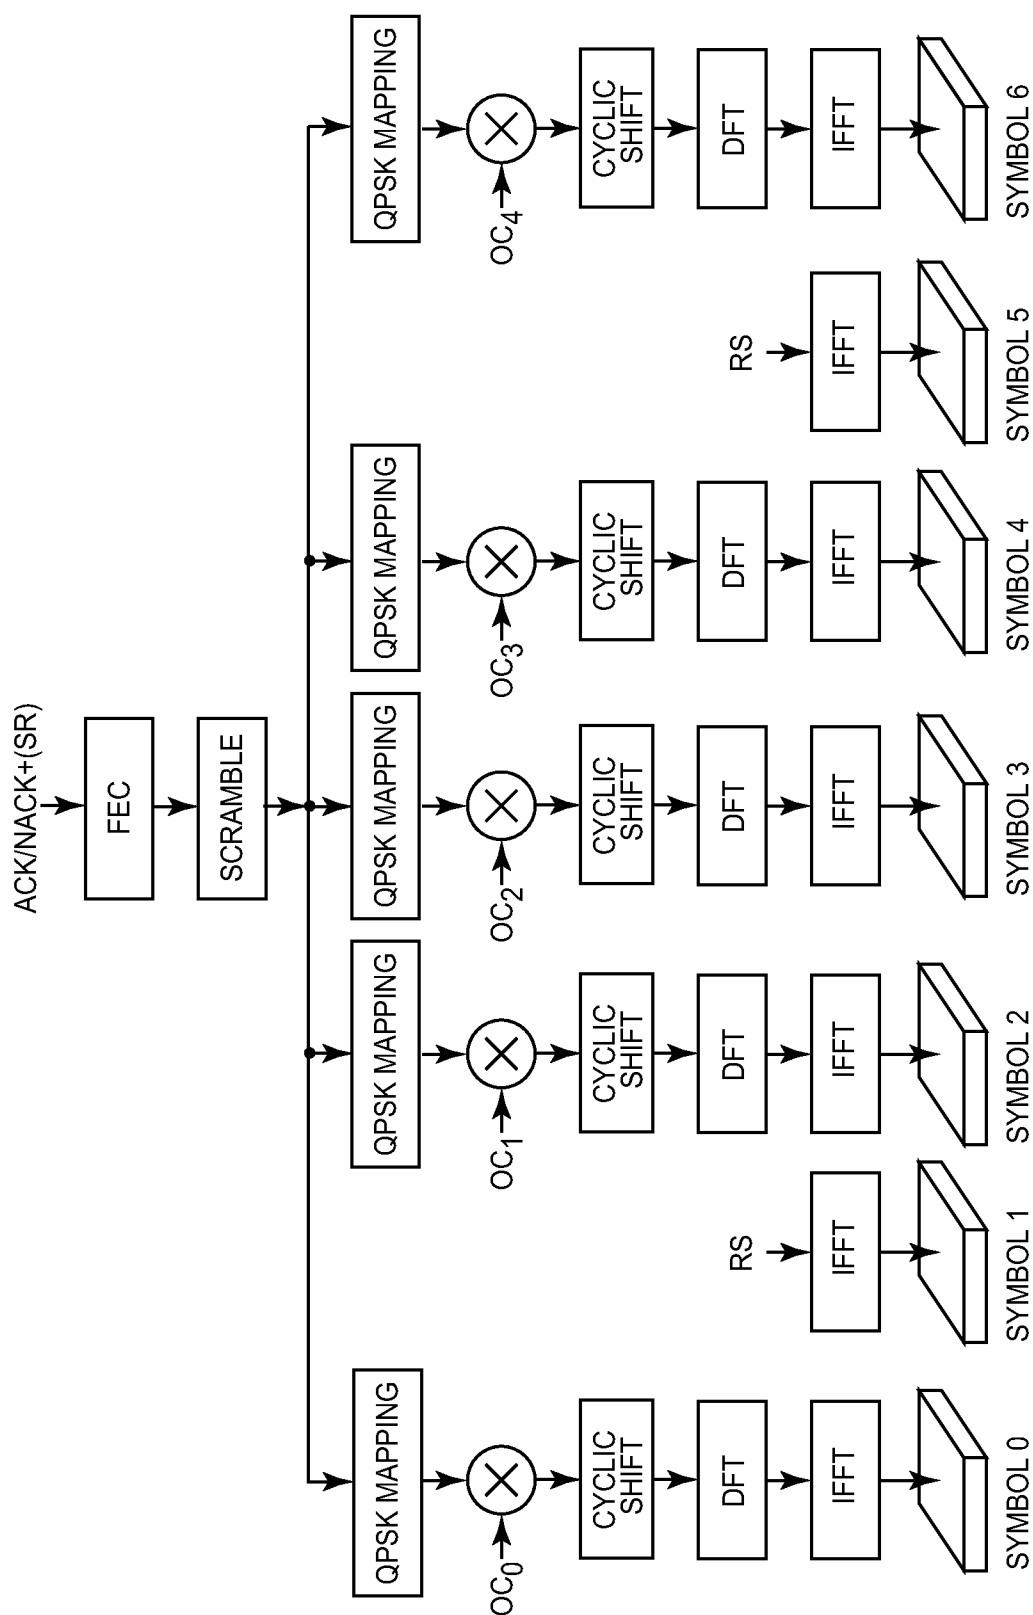 ACK/NACK+(SR)
FEC
SCRAMBLE
QPSK MAPPING
QPSK MAPPING
QPSK MAPPING
QPSK MAPPING
QPSK MAPPING
OC0
OC1
OC2
OC3
OC4
CYCLIC
SHIFT
CYCLIC
SHIFT
CYCLIC
SHIFT
CYCLIC
SHIFT
CYCLIC
SHIFT
DFT
RS
DFT
DFT
DFT
RS
DFT
IFFT
IFFT
IFFT
IFFT
IFFT
IFFT
IFFT
SYMBOL 0
SYMBOL 1
SYMBOL 2
SYMBOL 3
SYMBOL 4
SYMBOL 5
SYMBOL 6